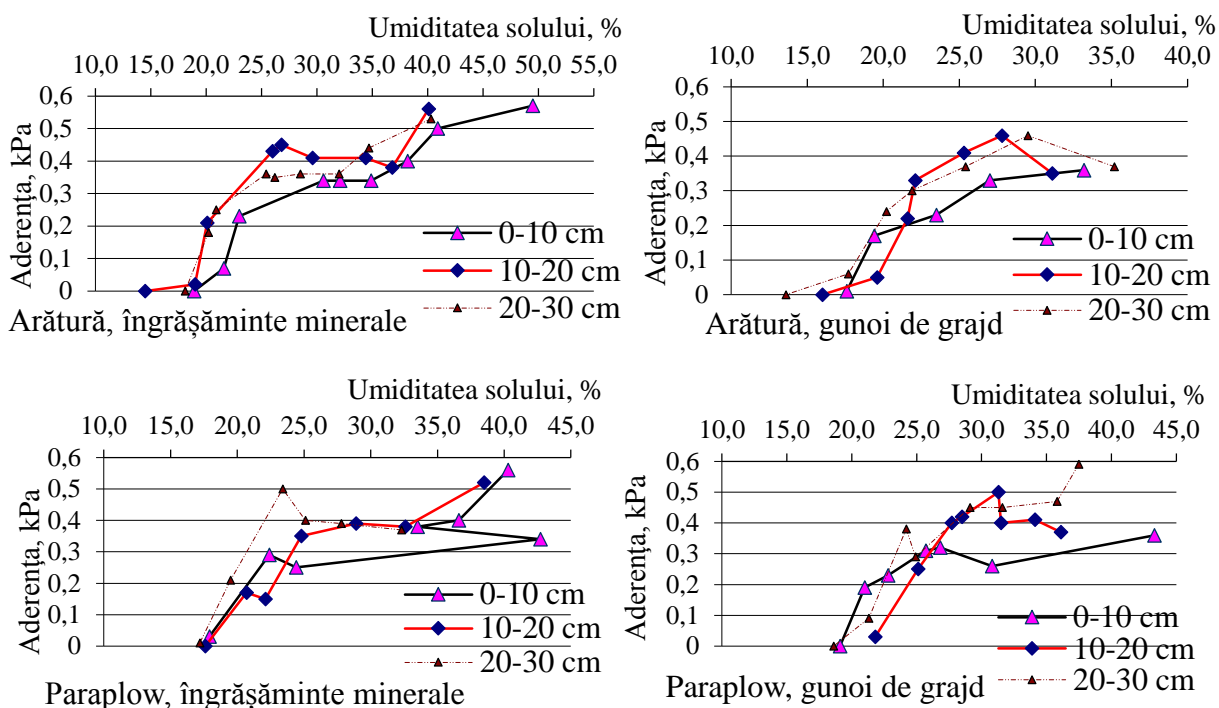 Umiditatea solului, %
10,0 15,0 20,0 25,0 30,0 35,0 40,0 45,0 50,0 55,0
0,6
0,5
0,4
0,3
0,2
0,1
0
Aderența, kPa
0-10 cm
10-20 cm
20-30 cm
Arătură, îngrășăminte minerale
Umiditatea solului, %
10,0 15,0 20,0 25,0 30,0 35,0 40,0
0,6
0,5
0,4
0,3
0,2
0,1
0
Aderența, kPa
0-10 cm
10-20 cm
20-30 cm
Arătură, gunoi de grajd
Umiditatea solului, %
10,0 15,0 20,0 25,0 30,0 35,0 40,0 45,0
0,6
0,5
0,4
0,3
0,2
0,1
0
Aderența, kPa
0-10 cm
10-20 cm
20-30 cm
Paraplow, îngrășăminte minerale
Umiditatea solului, %
10,0 15,0 20,0 25,0 30,0 35,0 40,0 45,0
0,6
0,5
0,4
0,3
0,2
0,1
0
Aderența, kPa
0-10 cm
10-20 cm
20-30 cm
Paraplow, gunoi de grajd